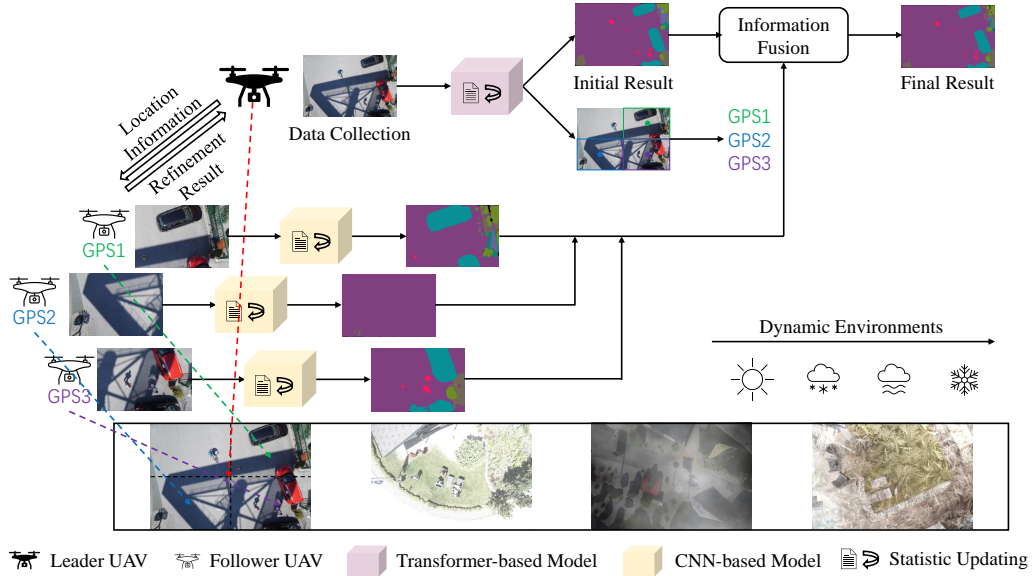 Initial Result
Information
Fusion
Final Result
Data Collection
Location
Information
Refinement
Result
GPS1
GPS2
GPS3
GPS1
GPS2
GPS3
Dynamic Environments
Leader UAV
Follower UAV
Transformer-based Model
CNN-based Model
Statistic Updating